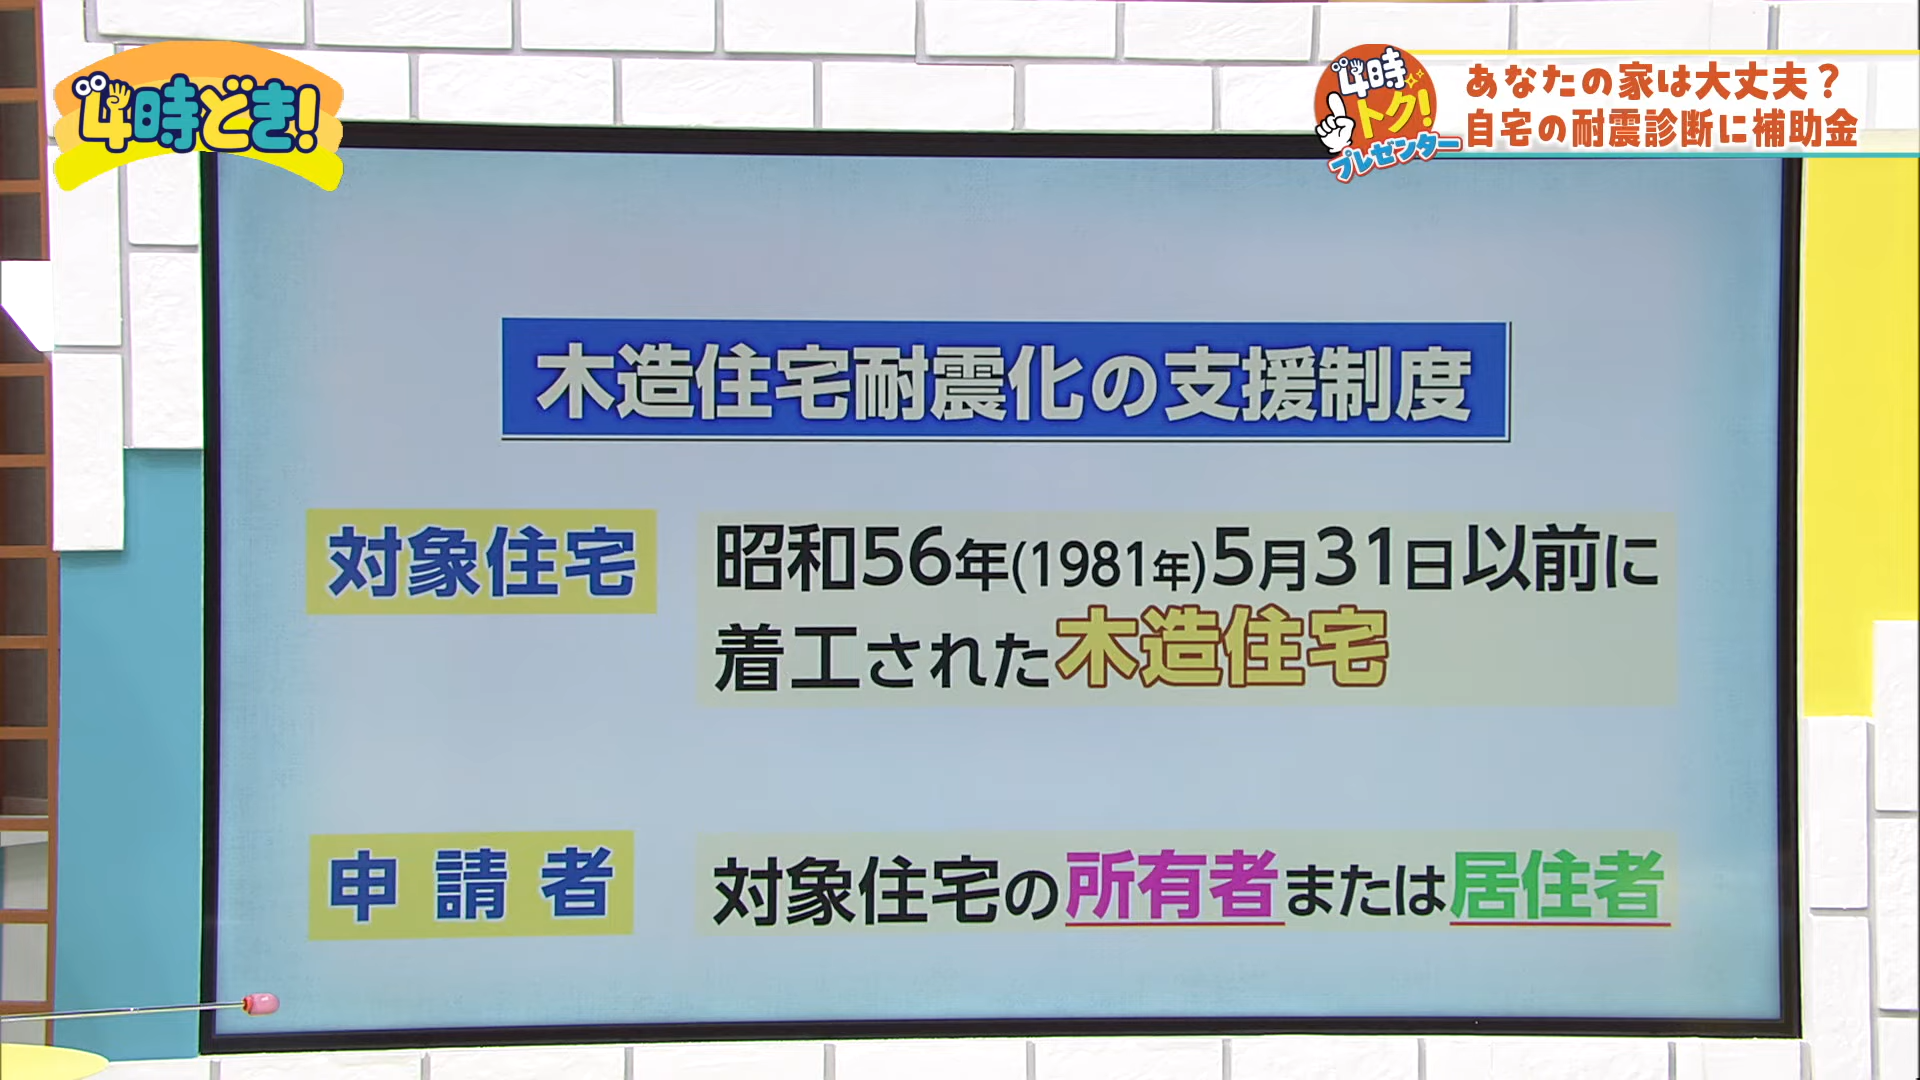 4時どき!
4時トク!
プレゼンター
あなたの家は大丈夫?
自宅の耐震診断に補助金
木造住宅耐震化の支援制度
対象住宅
昭和56年(1981年)5月31日以前に
着工された木造住宅
申請者
対象住宅の所有者または居住者